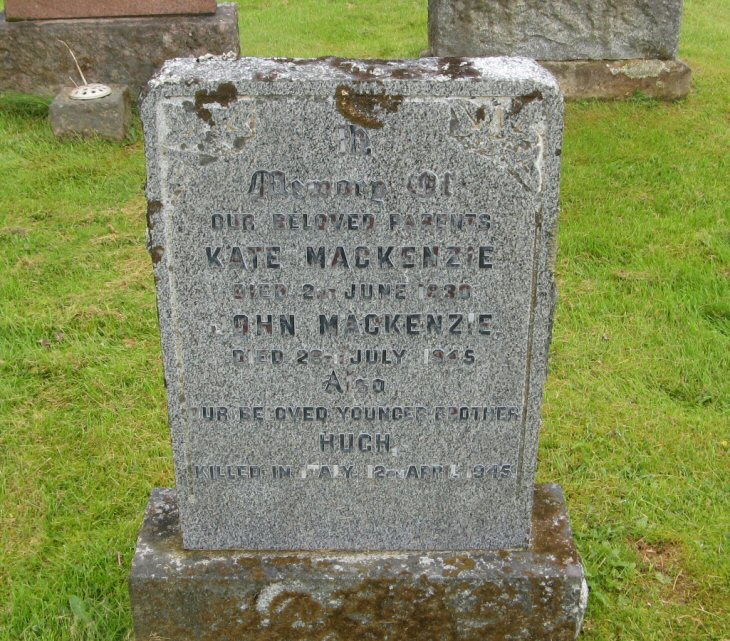 In
Memory Of
OUR BELOVED PARENTS
KATE MACKENZIE
DIED JUNE
JOHN MACKENZIE
DIED JULY 1945
Also
OUR BELOVED YOUNGER BROTHER
HUGH,
KILLED IN ITALY, 12TH APRIL 1945